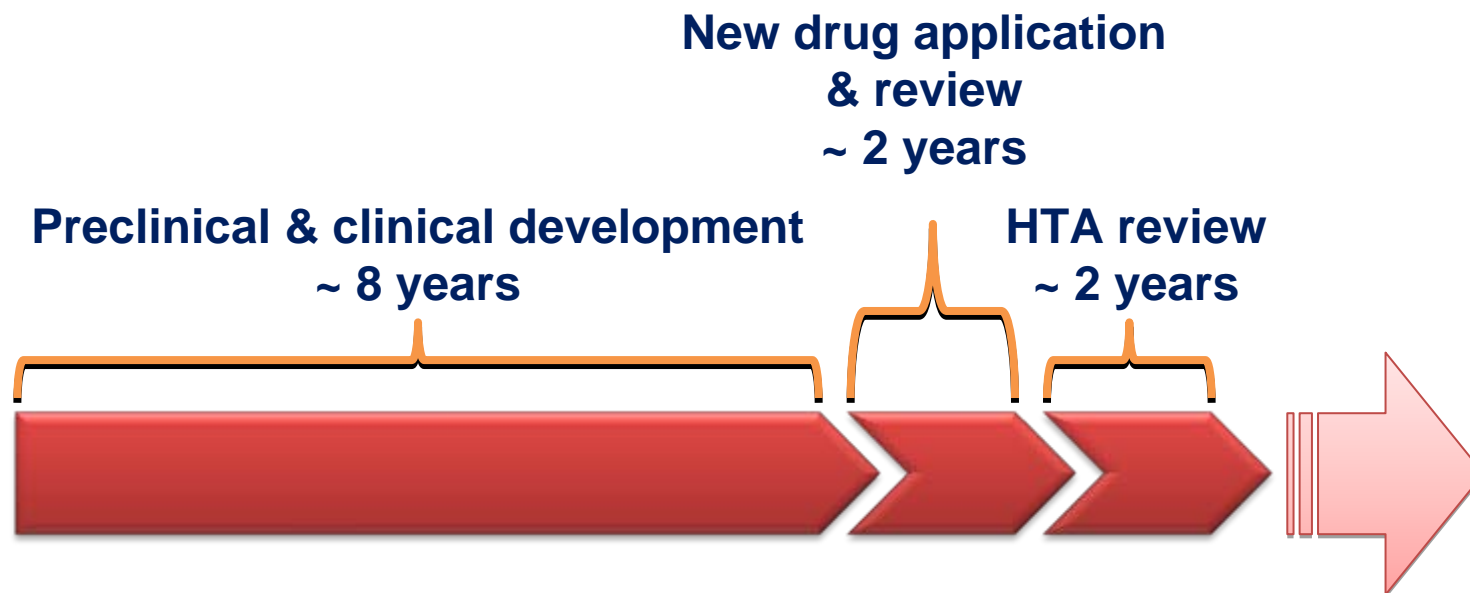 New drug application
& review
~ 2 years
Preclinical & clinical development
~ 8 years
HTA review
~ 2 years